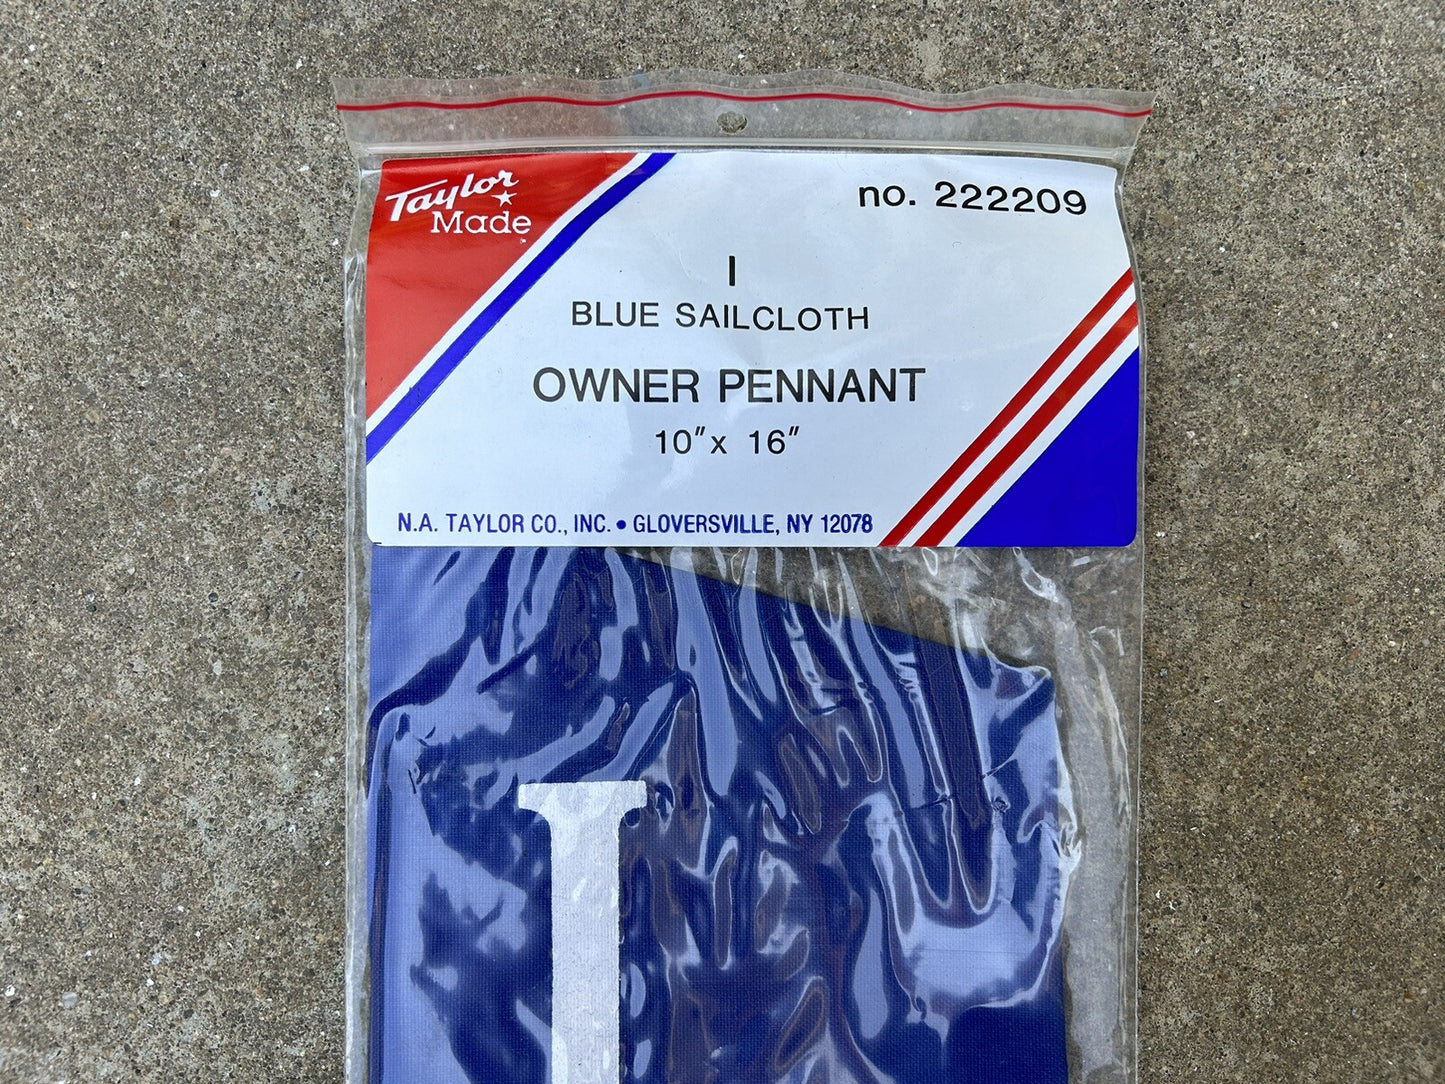 Taylor
Made
no. 222209
I
BLUE SAILCLOTH
OWNER PENNANT
10″ x 16″
N.A. TAYLOR CO., INC. • GLOVERSVILLE, NY 12078
I